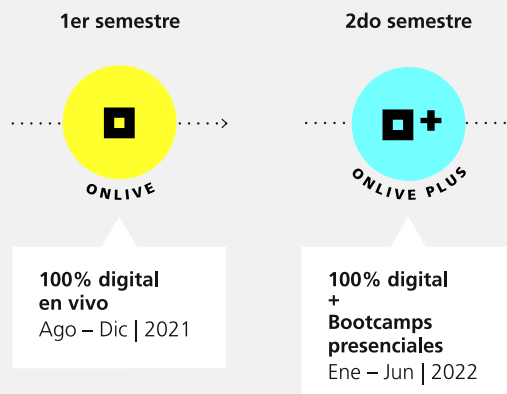 1er semestre
ONLIVE
100% digital
en vivo
Ago – Dic | 2021
2do semestre
ONLIVE PLUS
100% digital
+
Bootcamps
presenciales
Ene – Jun | 2022